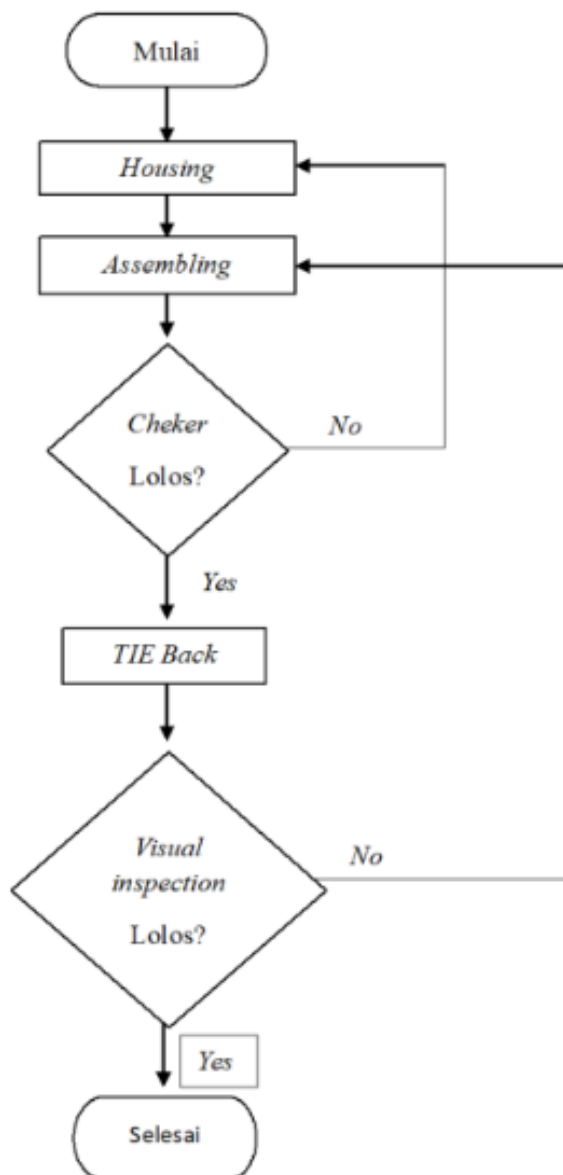 Mulai
Housing
Assembling
Cheker
Lolos?
No
Yes
TIE Back
Visual
inspection
Lolos?
No
Yes
Selesai